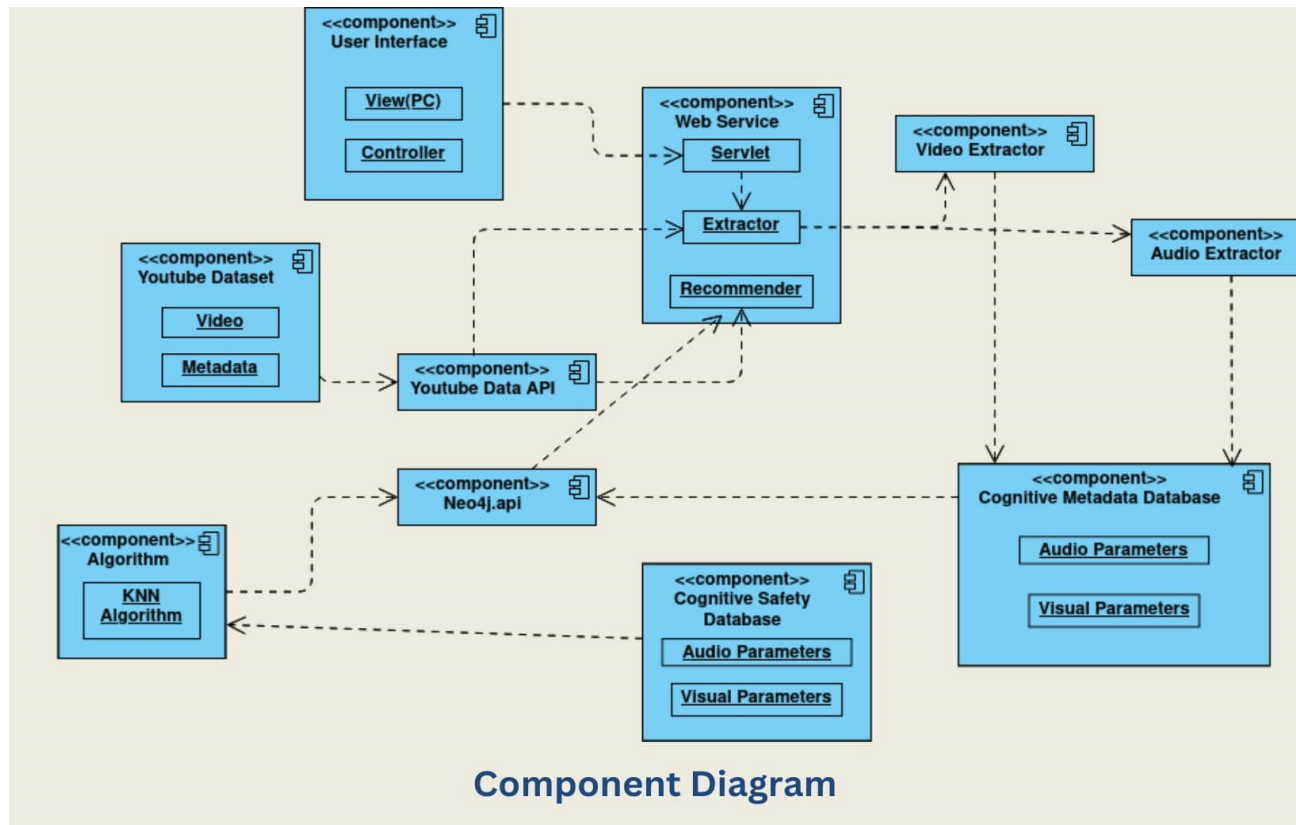 <<component>>
User Interface
View(PC)
Controller
<<component>>
Web Service
Servlet
Extractor
Recommender
<<component>>
Video Extractor
<<component>>
Audio Extractor
<<component>>
Youtube Dataset
Video
Metadata
<<component>>
Youtube Data API
<<component>>
Neo4j.api
<<component>>
Cognitive Metadata Database
Audio Parameters
Visual Parameters
<<component>>
Algorithm
KNN
Algorithm
<<component>>
Cognitive Safety
Database
Audio Parameters
Visual Parameters
Component Diagram